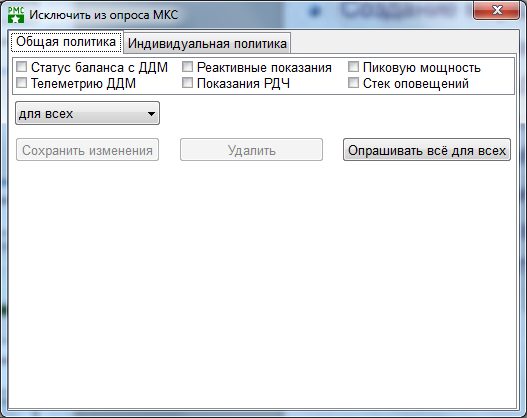 РМС
Исключить из опроса МКС
Общая политика Индивидуальная политика
Статус баланса с ДДМ Реактивные показания Пиковую мощность
Телеметрию ДДМ Показания РДЧ Стек оповещений
для всех
Сохранить изменения Удалить Опрашивать всё для всех